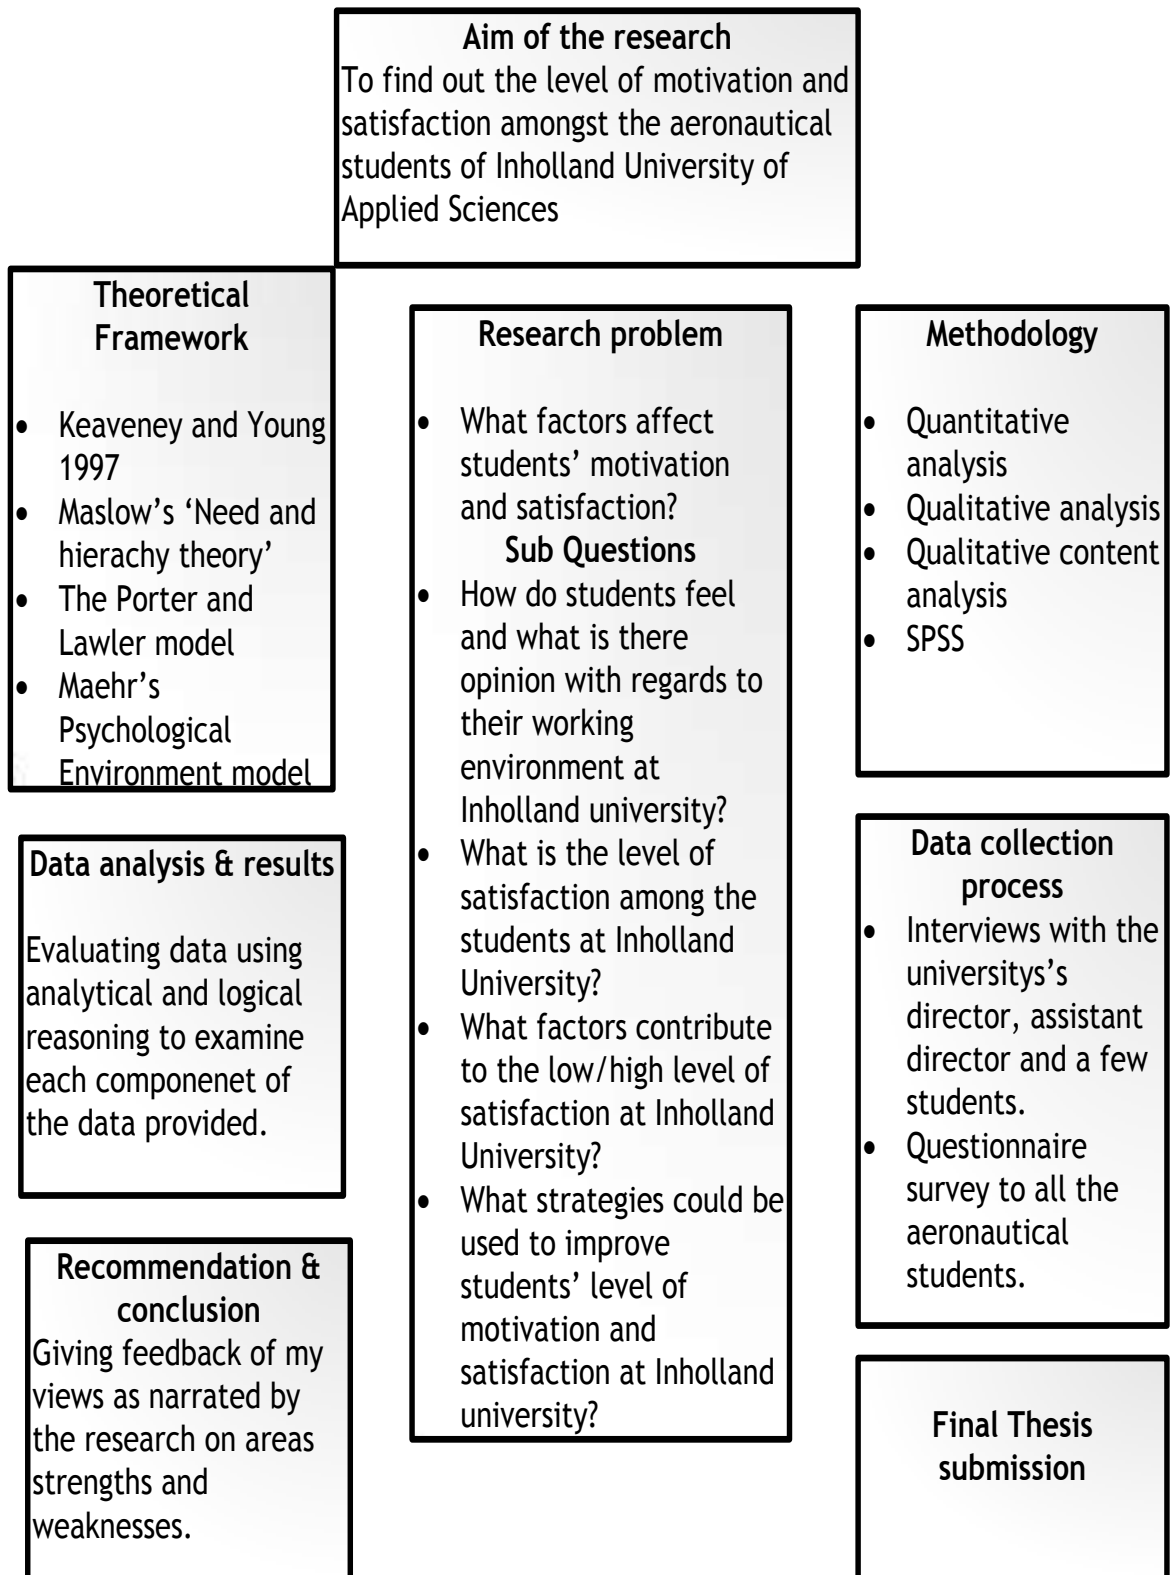 Aim of the research
To find out the level of motivation and
satisfaction amongst the aeronautical
students of Inholland University of
Applied Sciences
Theoretical
Framework
• Keaveney and Young
1997
• Maslow’s ‘Need and
hierachy theory’
• The Porter and
Lawler model
• Maehr’s
Psychological
Environment model
Research problem
• What factors affect
students’ motivation
and satisfaction?
Sub Questions
• How do students feel
and what is there
opinion with regards to
their working
environment at
Inholland university?
• What is the level of
satisfaction among the
students at Inholland
University?
• What factors contribute
to the low/high level of
satisfaction at Inholland
University?
• What strategies could be
used to improve
students’ level of
motivation and
satisfaction at Inholland
university?
Methodology
• Quantitative
analysis
• Qualitative analysis
• Qualitative content
analysis
• SPSS
Data analysis & results
Evaluating data using
analytical and logical
reasoning to examine
each componenet of
the data provided.
Data collection
process
• Interviews with the
universitys’s
director, assistant
director and a few
students.
• Questionnaire
survey to all the
aeronautical
students.
Recommendation &
conclusion
Giving feedback of my
views as narrated by
the research on areas
strengths and
weaknesses.
Final Thesis
submission